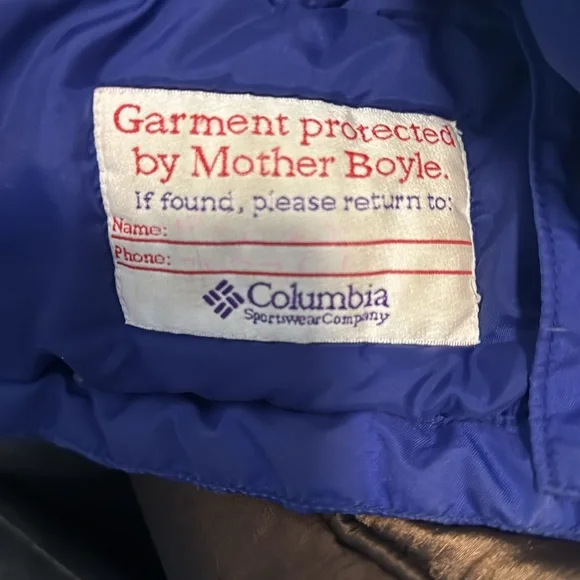 Garment protected
by Mother Boyle.
If found, please return to:
Name:
Phone:
Columbia
Sportswear Company